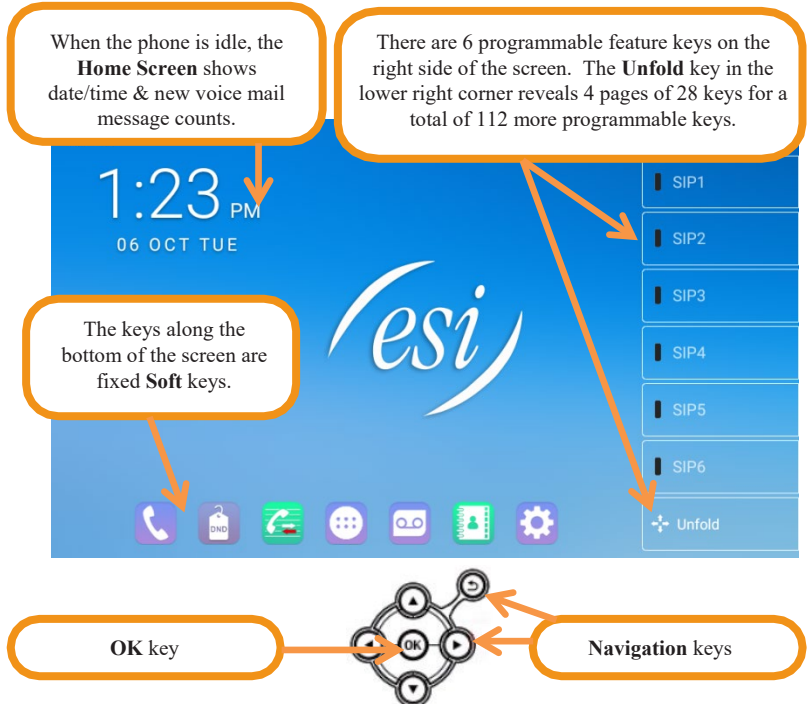 When the phone is idle, the
Home Screen shows
date/time & new voice mail
message counts.
There are 6 programmable feature keys on the
right side of the screen. The Unfold key in the
lower right corner reveals 4 pages of 28 keys for a
total of 112 more programmable keys.
1:23 PM
06 OCT TUE
SIP1
SIP2
SIP3
SIP4
SIP5
SIP6
Unfold
esi
The keys along the
bottom of the screen are
fixed Soft keys.
DND
OK key
OK
Navigation keys